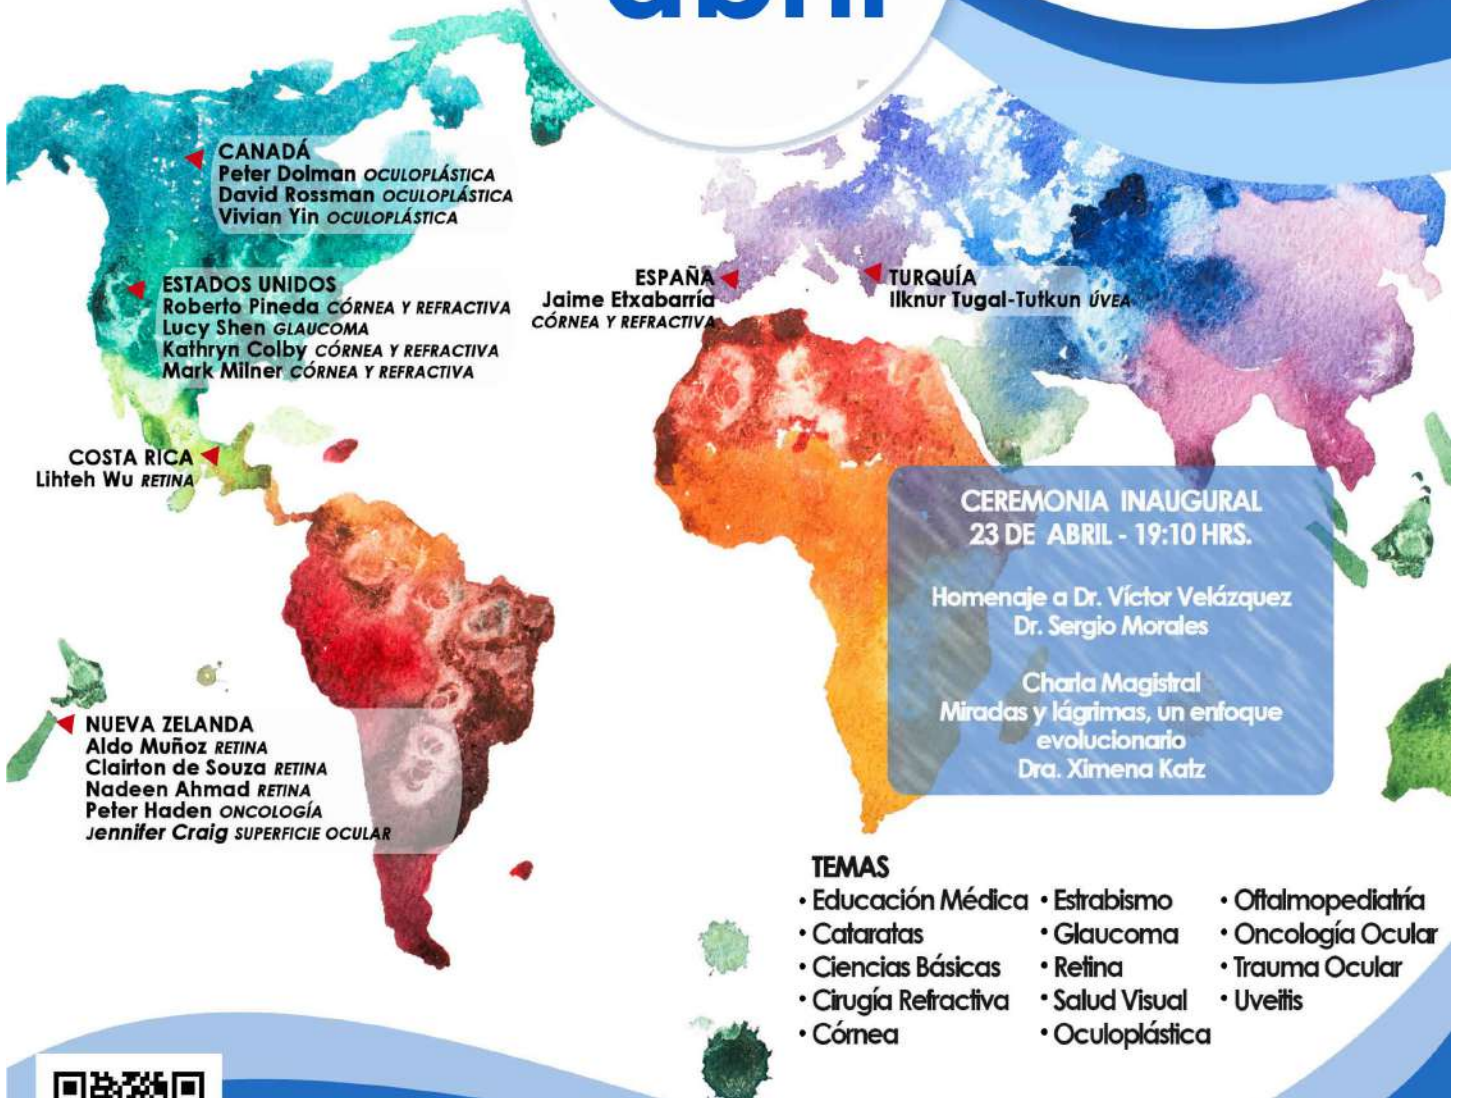 abril
CANADÁ
Peter Dolman OCULOPLÁSTICA
David Rossman OCULOPLÁSTICA
Vivian Yin OCULOPLÁSTICA
ESTADOS UNIDOS
Roberto Pineda CÓRNEA Y REFRACTIVA
Lucy Shen GLAUCOMA
Kathryn Colby CÓRNEA Y REFRACTIVA
Mark Milner CÓRNEA Y REFRACTIVA
ESPAÑA
Jaime Etxabarría
CÓRNEA Y REFRACTIVA
TURQUÍA
Ilknur Tugal-Tutkun ÚVEA
COSTA RICA
Lihteh Wu RETINA
CEREMONIA INAUGURAL
23 DE ABRIL - 19:10 HRS.
Homenaje a Dr. Víctor Velázquez
Dr. Sergio Morales
Charla Magistral
Miradas y lágrimas, un enfoque
evolucionario
Dra. Ximena Katz
NUEVA ZELANDA
Aldo Muñoz RETINA
Clairton de Souza RETINA
Nadeen Ahmad RETINA
Peter Haden ONCOLOGÍA
Jennifer Craig SUPERFICIE OCULAR
TEMAS
• Educación Médica
• Cataratas
• Ciencias Básicas
• Cirugía Refractiva
• Córnea
• Estrabismo
• Glaucoma
• Retina
• Salud Visual
• Oculoplástica
• Oftalmopediatría
• Oncología Ocular
• Trauma Ocular
• Uveitis